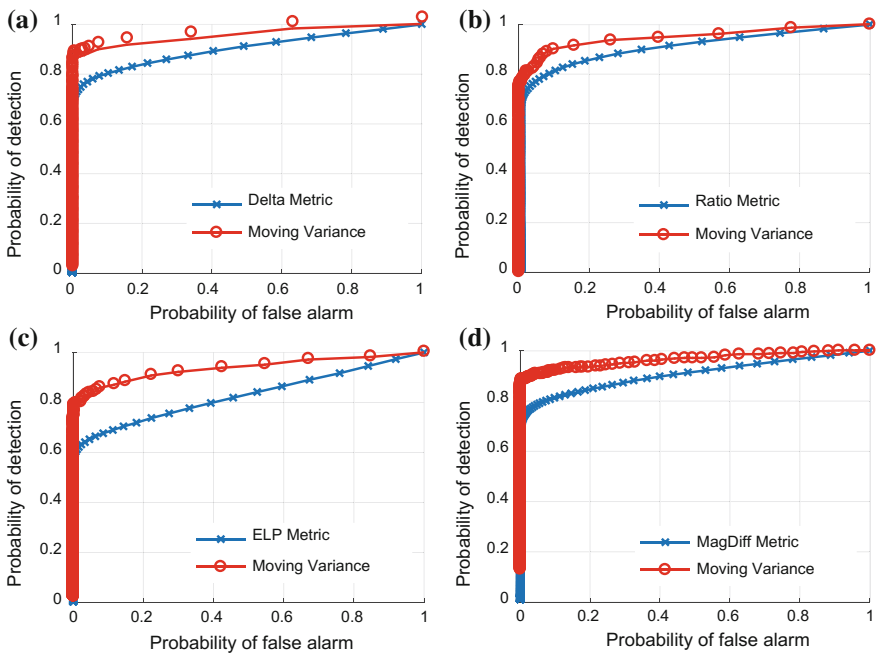 (a)
Probability of detection
1
0.8
0.6
0.4
0.2
0
Delta Metric
Moving Variance
0 0.2 0.4 0.6 0.8 1
Probability of false alarm
(b)
Probability of detection
1
0.8
0.6
0.4
0.2
0
Ratio Metric
Moving Variance
0 0.2 0.4 0.6 0.8 1
Probability of false alarm
(c)
Probability of detection
1
0.8
0.6
0.4
0.2
0
ELP Metric
Moving Variance
0 0.2 0.4 0.6 0.8 1
Probability of false alarm
(d)
Probability of detection
1
0.8
0.6
0.4
0.2
0
MagDiff Metric
Moving Variance
0 0.2 0.4 0.6 0.8 1
Probability of false alarm